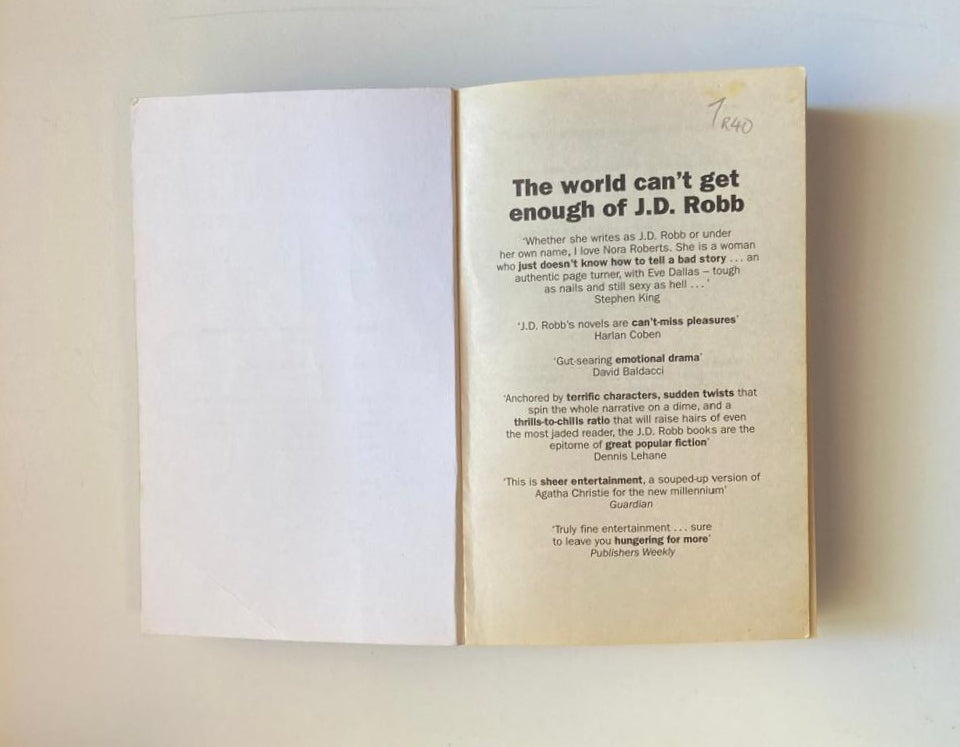 R40
The world can't get
enough of J.D. Robb
'Whether she writes as J.D. Robb or under
her own name, I love Nora Roberts. She is a woman
who just doesn't know how to tell a bad story ... an
authentic page turner, with Eve Dallas – tough
as nails and still sexy as hell ... '
Stephen King
'J.D. Robb's novels are can't-miss pleasures'
Harlan Coben
'Gut-searing emotional drama'
David Baldacci
'Anchored by terrific characters, sudden twists that
spin the whole narrative on a dime, and a
thrills-to-chills ratio that will raise hairs of even
the most jaded reader, the J.D. Robb books are the
epitome of great popular fiction'
Dennis Lehane
'This is sheer entertainment, a souped-up version of
Agatha Christie for the new millennium'
Guardian
'Truly fine entertainment ... sure
to leave you hungering for more'
Publishers Weekly